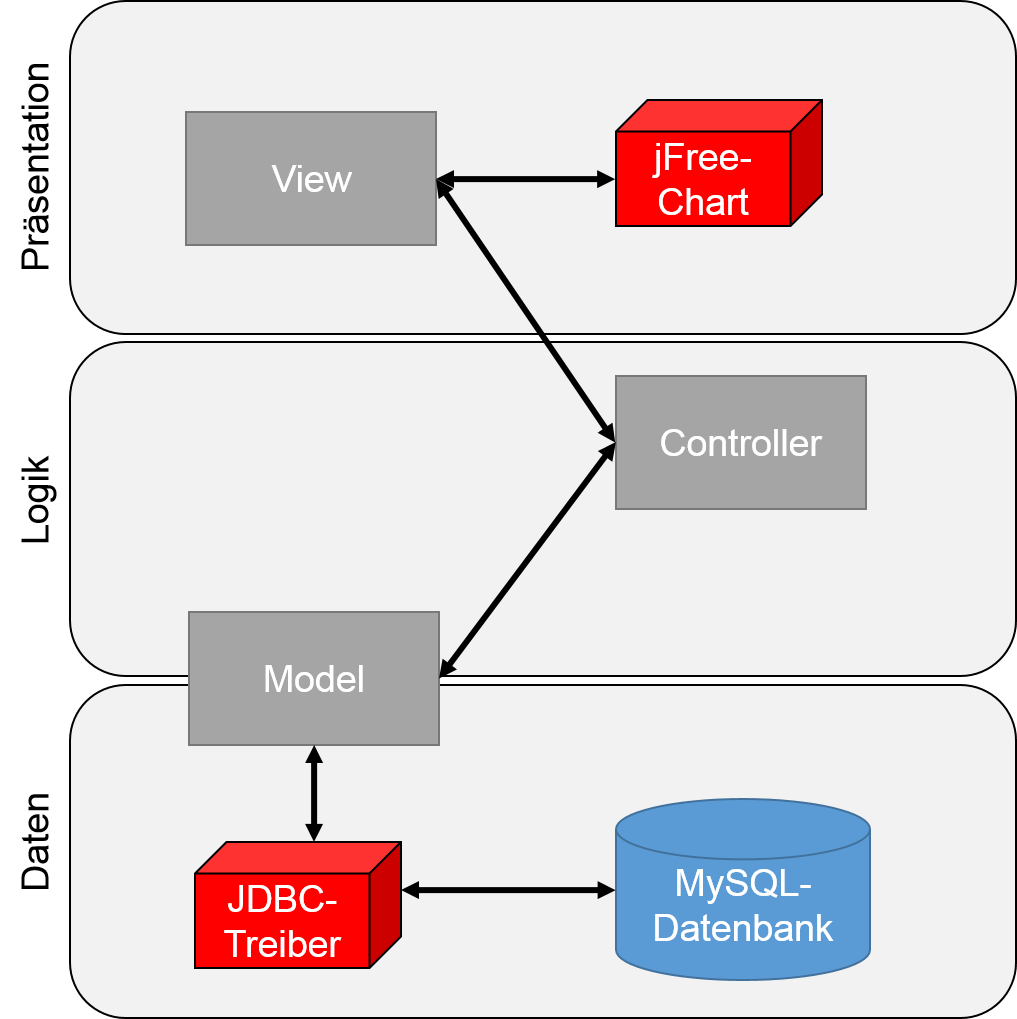 Präsentation
View
jFree-
Chart
Logik
Controller
Model
Daten
JDBC-
Treiber
MySQL-
Datenbank